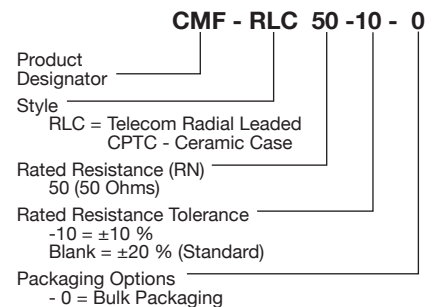 CMF - RLC 50 -10 - 0
Product
Designator
Style
RLC = Telecom Radial Leaded
CPTC - Ceramic Case
Rated Resistance (RN)
50 (50 Ohms)
Rated Resistance Tolerance
-10 = ±10 %
Blank = ±20 % (Standard)
Packaging Options
- 0 = Bulk Packaging